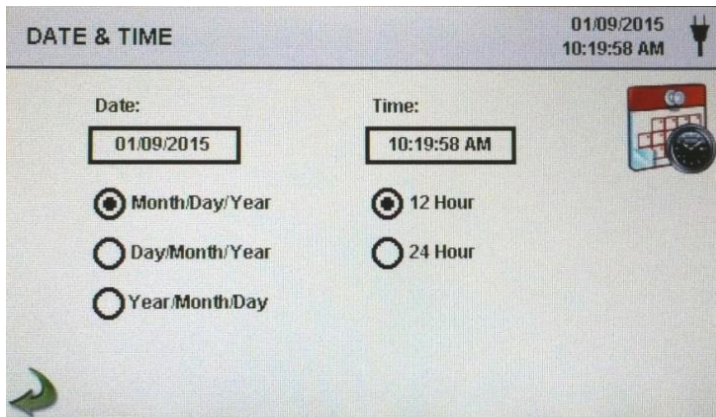 DATE & TIME
01/09/2015
10:19:58 AM
Date:
01/09/2015
Month/Day/Year
Day/Month/Year
Year/Month/Day
Time:
10:19:58 AM
12 Hour
24 Hour